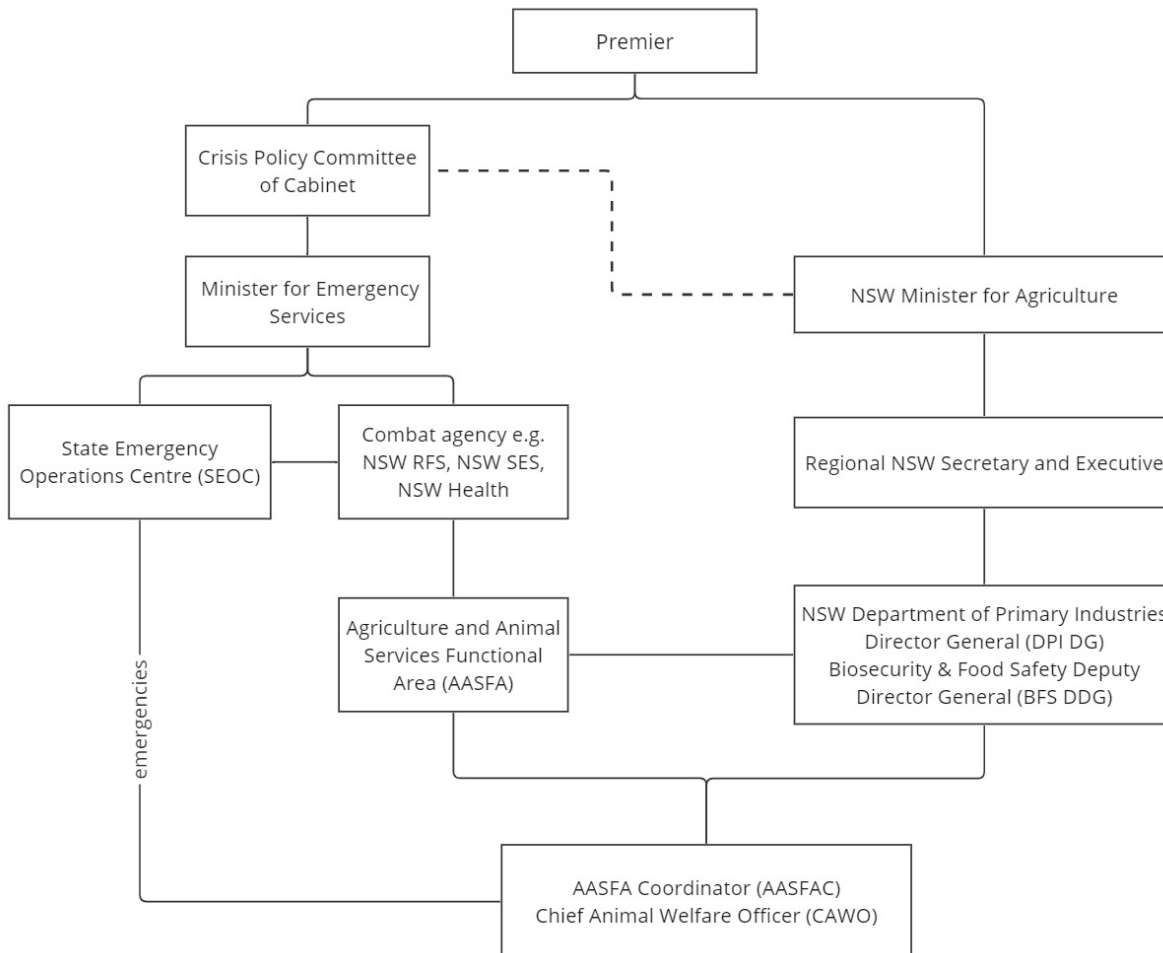 Premier
Crisis Policy Committee
of Cabinet
Minister for Emergency
Services
NSW Minister for Agriculture
State Emergency
Operations Centre (SEOC)
Combat agency e.g.
NSW RFS, NSW SES,
NSW Health
Regional NSW Secretary and Executive
Agriculture and Animal
Services Functional
Area (AASFA)
NSW Department of Primary Industries
Director General (DPI DG)
Biosecurity & Food Safety Deputy
Director General (BFS DDG)
emergencies
AASFA Coordinator (AASFAC)
Chief Animal Welfare Officer (CAWO)